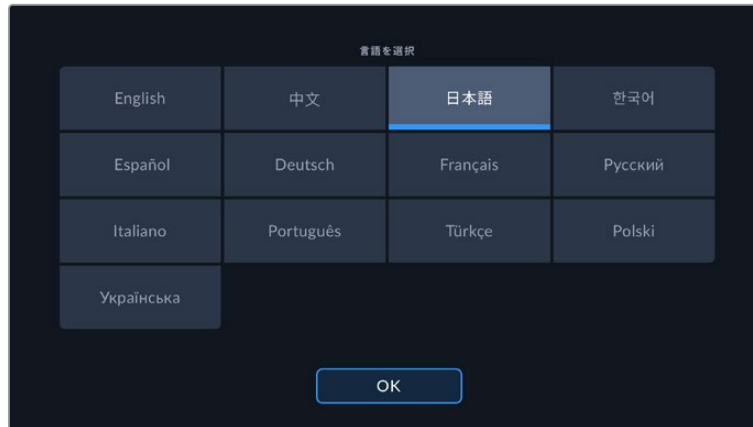 言語を選択
English 中文 日本語 한국어
Español Deutsch Français Русский
Italiano Português Türkçe Polski
Українська
OK